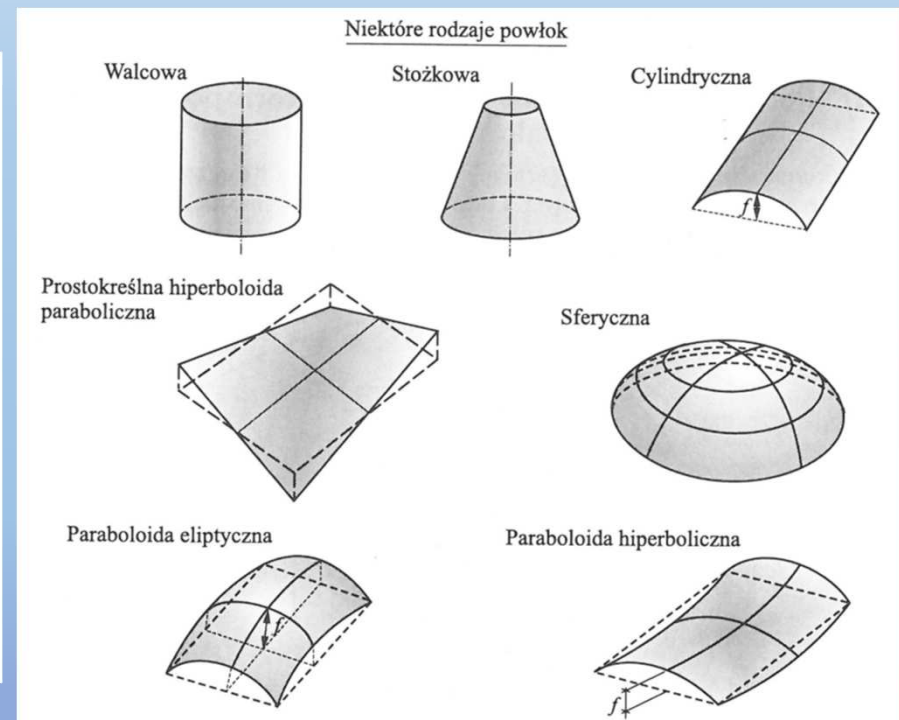 Niektóre rodzaje powłok
Walcowa
Stożkowa
Cylindryczna
f
Prostokreślna hiperboloida
paraboliczna
Sferyczna
Paraboloida eliptyczna
Paraboloida hiperboliczna
f
f